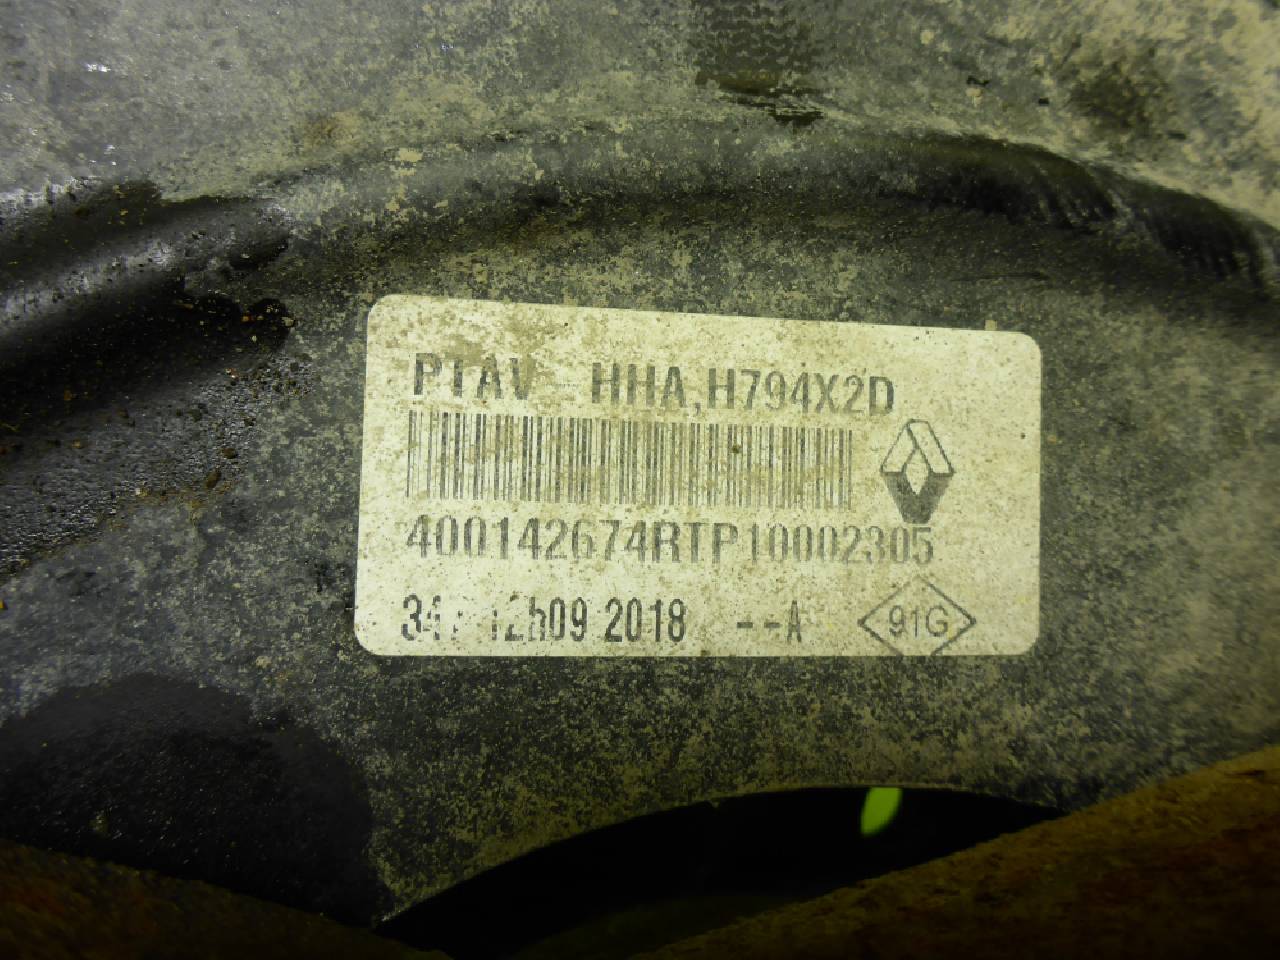 PTAV - HHA,H794X2D
400142674RTP10002305
12h09 2018 --A
91G